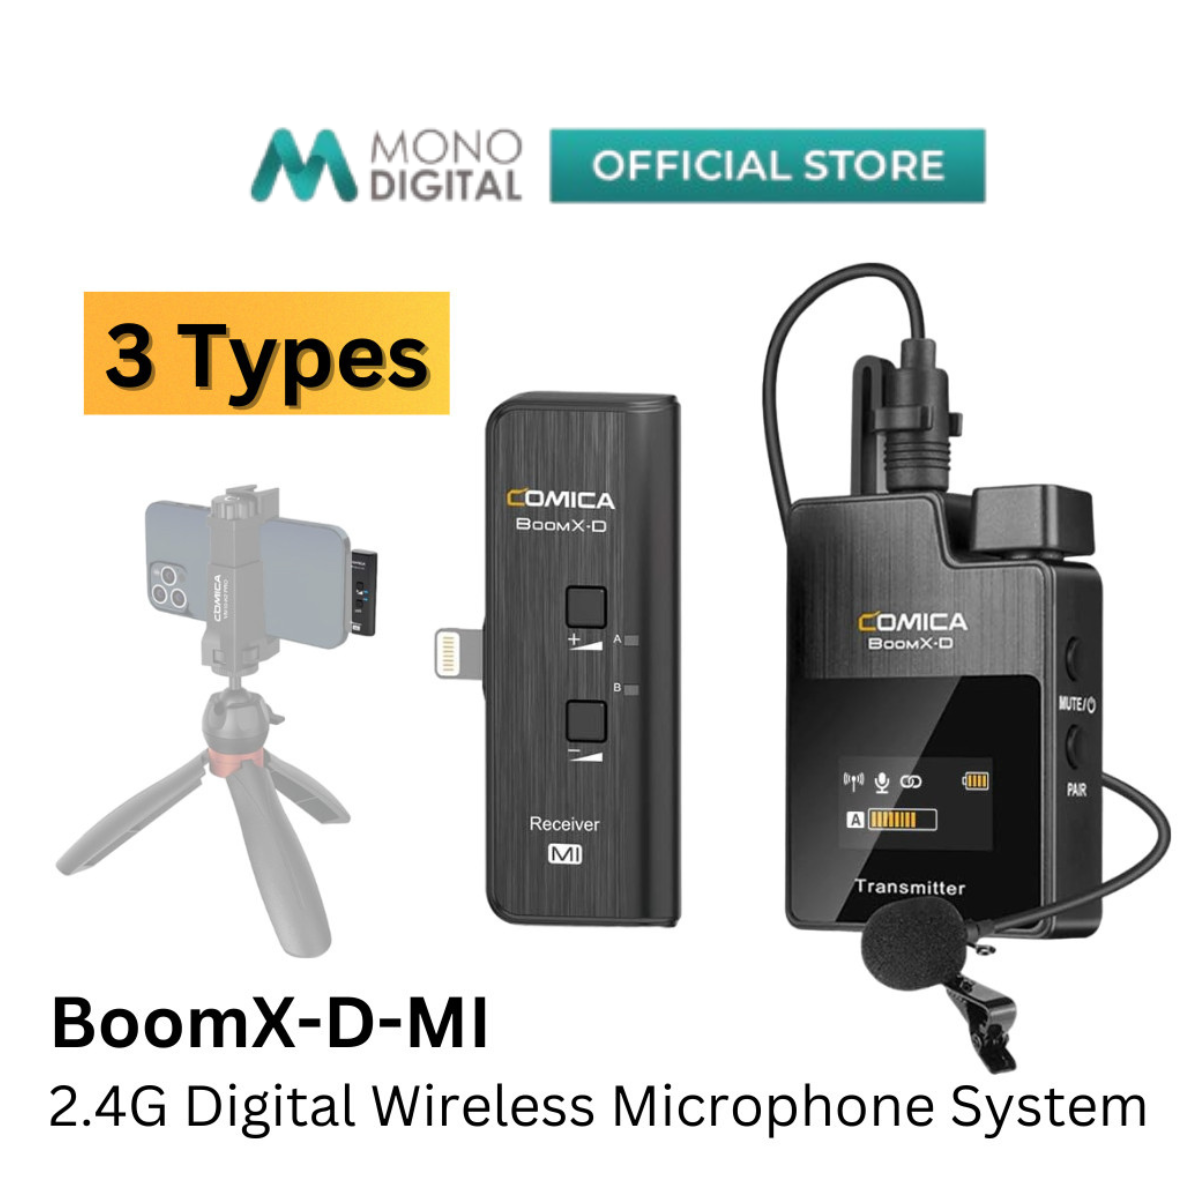 MONO
DIGITAL
OFFICIAL STORE
3 Types
COMICA
COMICA
BoomX-D
+
A
B
−
Receiver
MI
COMICA
BoomX-D
MUTE/
PAIR
A
Transmitter
BoomX-D-MI
2.4G Digital Wireless Microphone System